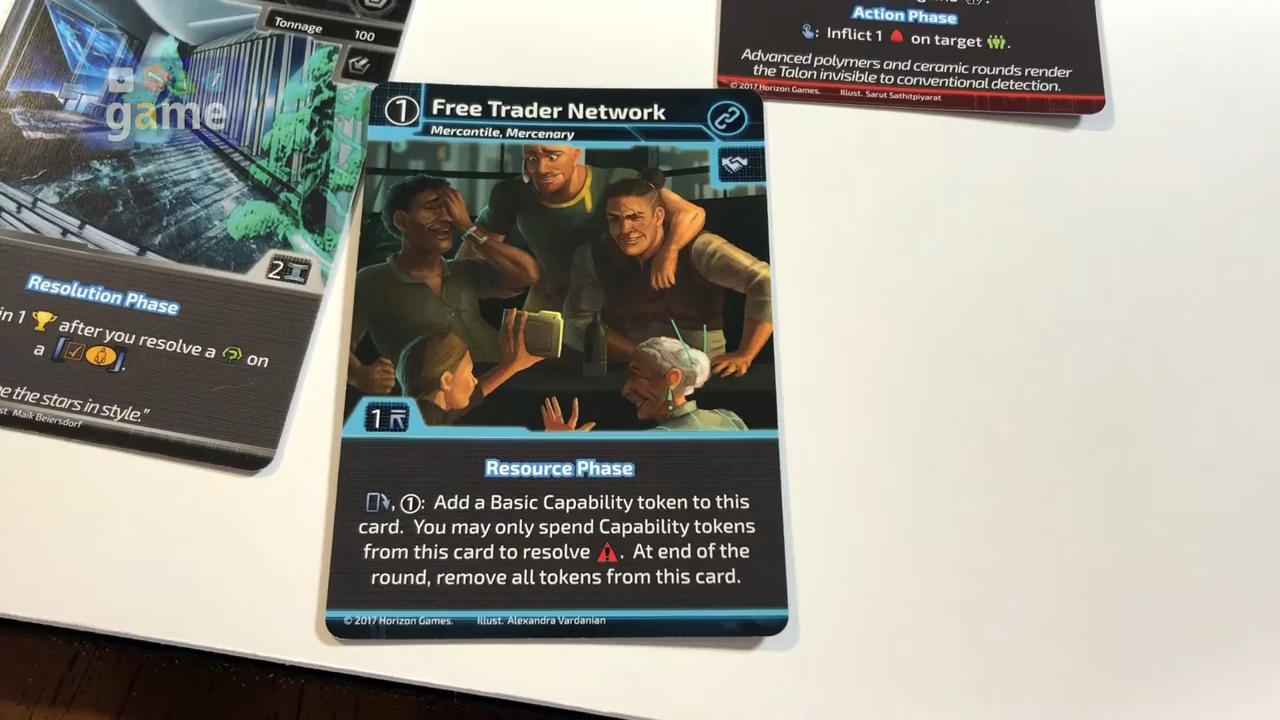 Tonnage 100
game
2
Resolution Phase
in 1 after you resolve a on
a
e the stars in style."
st. Maik Beiersdorf
1 Free Trader Network
Mercantile, Mercenary
1
Resource Phase
, 1: Add a Basic Capability token to this
card. You may only spend Capability tokens
from this card to resolve . At end of the
round, remove all tokens from this card.
© 2017 Horizon Games. Illust. Alexandra Vardanian
Action Phase
: Inflict 1 on target .
Advanced polymers and ceramic rounds render
the Talon invisible to conventional detection.
© 2017 Horizon Games. Illust. Sarut Sathitpiyarat